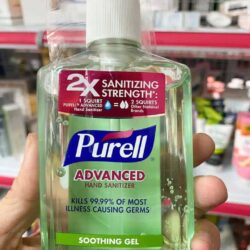 2X SANITIZING
STRENGTH*:
1 SQUIRT
PURELL ADVANCED
Hand Sanitizer
=
2 SQUIRTS
Other National
Brands
Purell
ADVANCED
HAND SANITIZER
KILLS 99.99% OF MOST
ILLNESS CAUSING GERMS
SOOTHING GEL